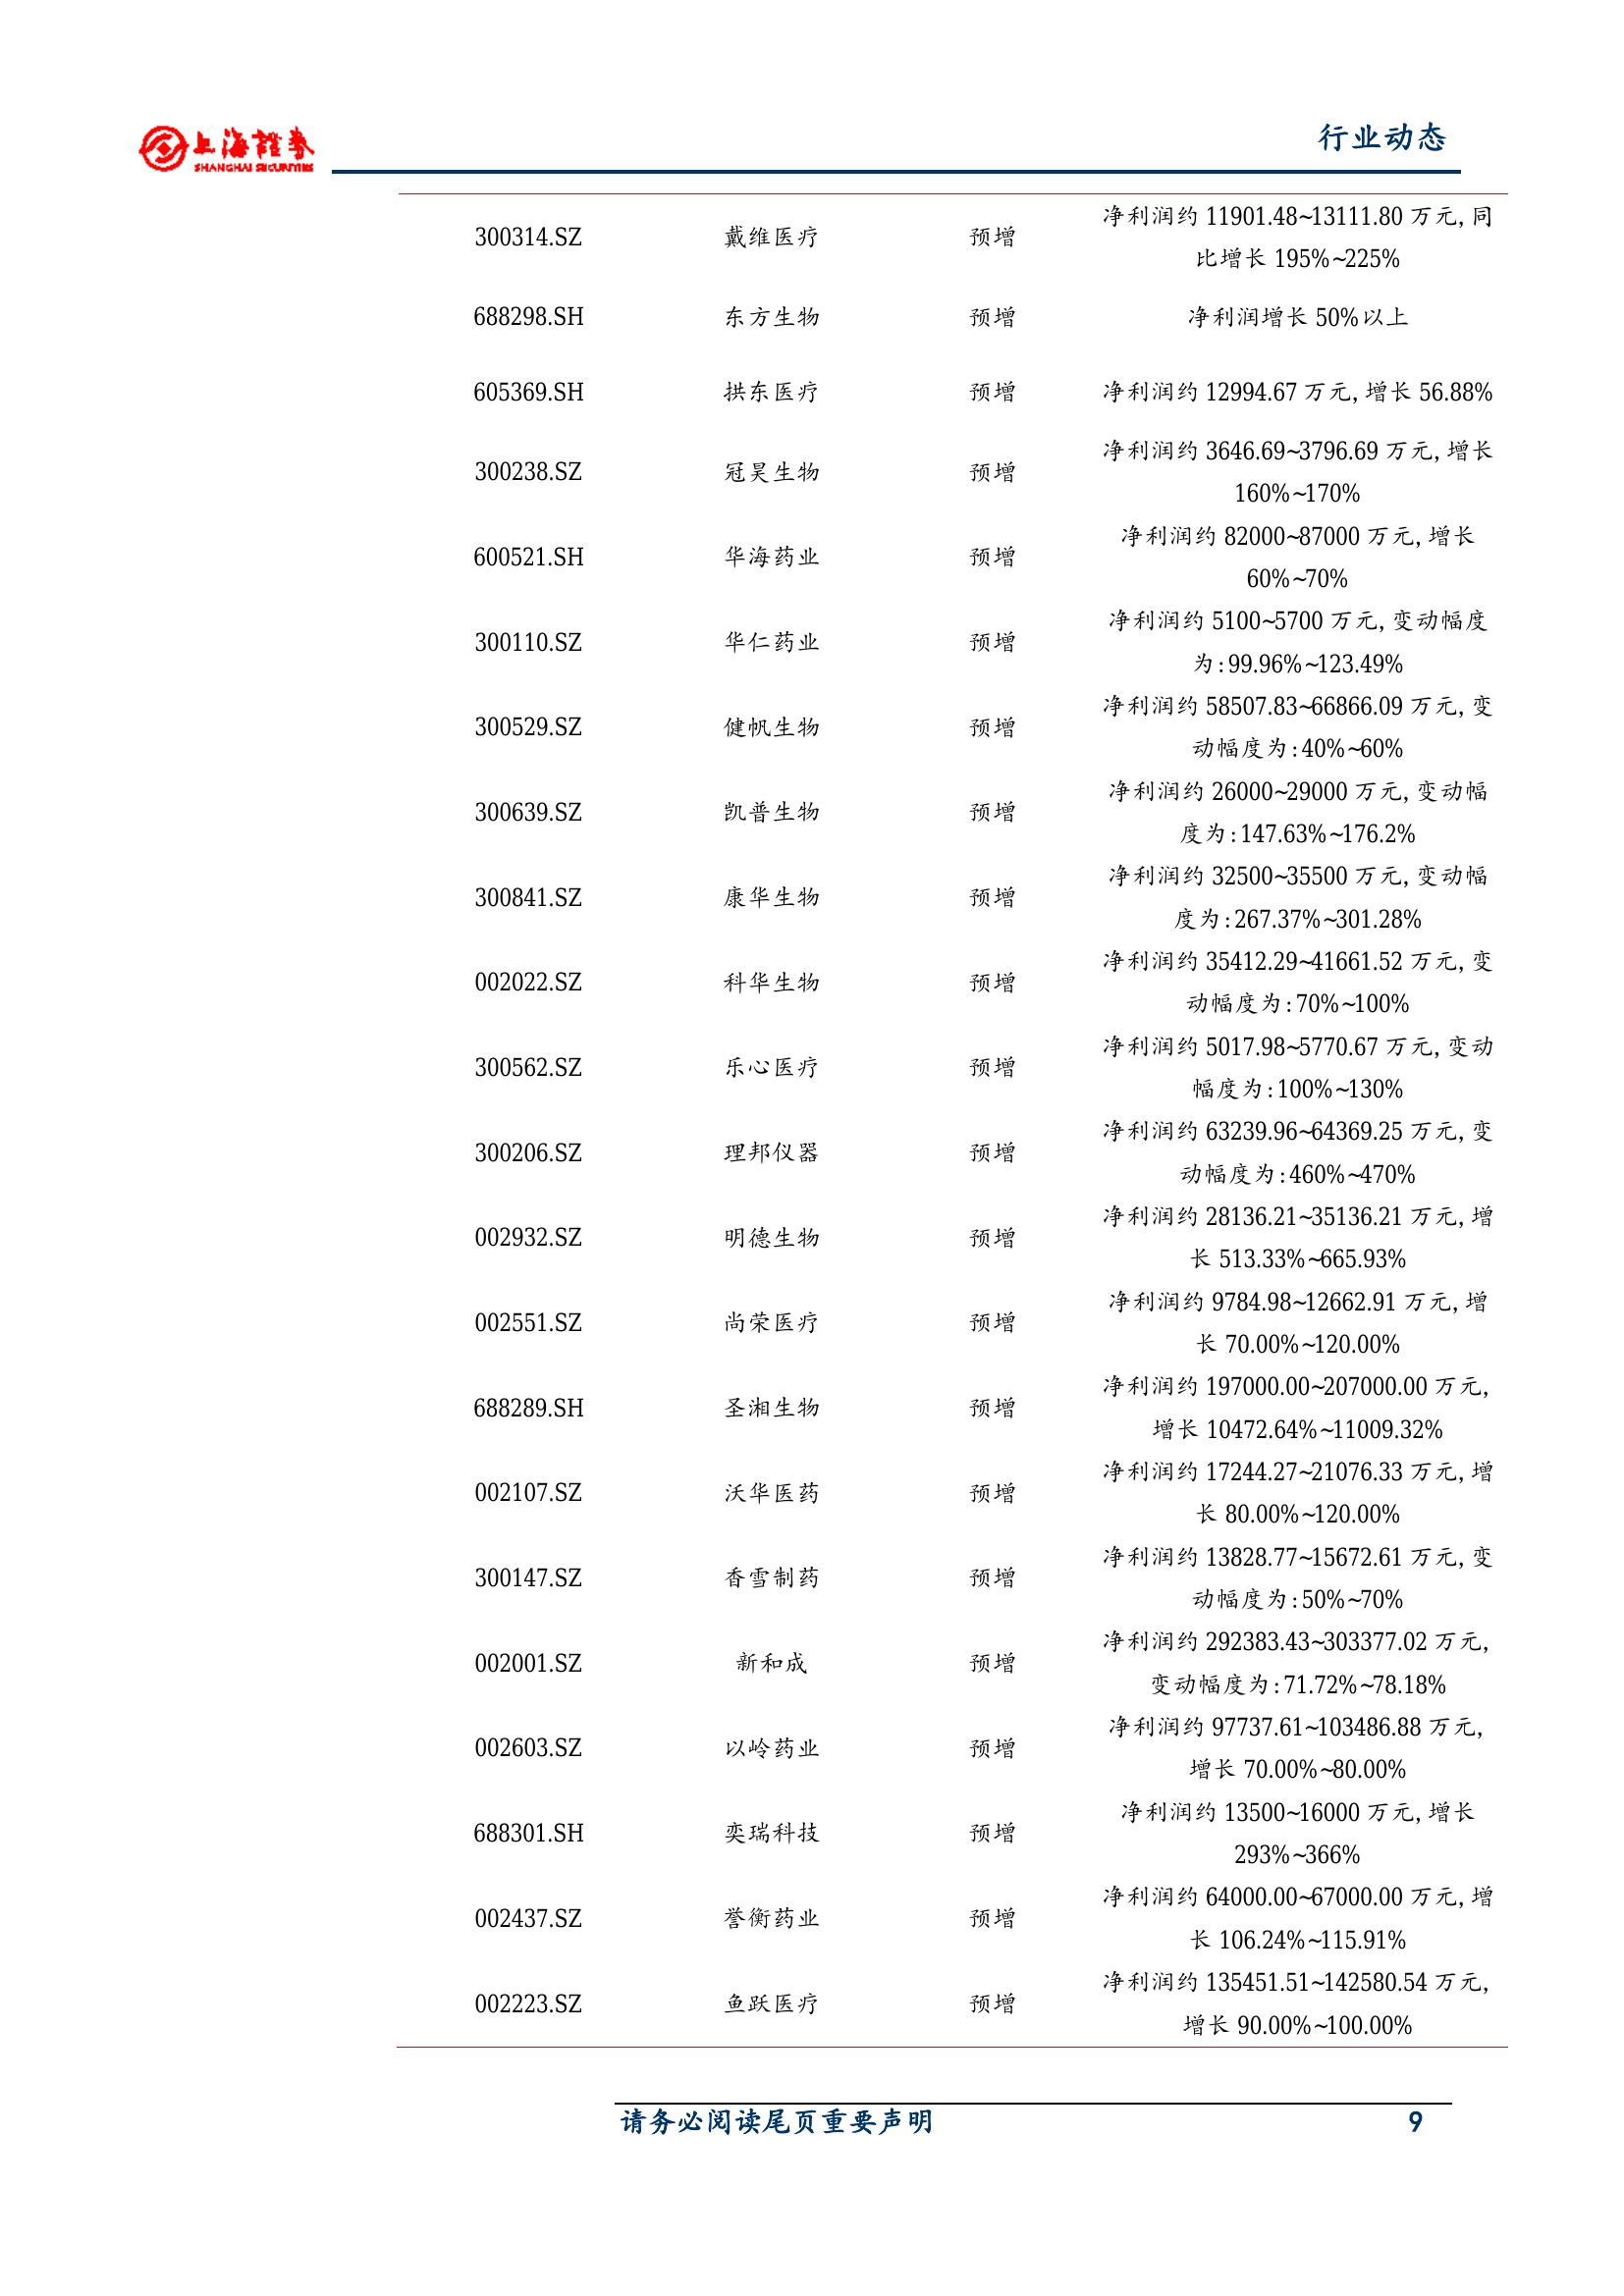 上海證券
SHANGHAI SECURITIES
行业动态
300314.SZ 戴维医疗 预增 净利润约 11901.48~13111.80 万元,同
比增长 195%~225%
688298.SH 东方生物 预增 净利润增长 50%以上
605369.SH 拱东医疗 预增 净利润约 12994.67 万元,增长 56.88%
300238.SZ 冠昊生物 预增 净利润约 3646.69~3796.69 万元,增长
160%~170%
600521.SH 华海药业 预增 净利润约 82000~87000 万元,增长
60%~70%
300110.SZ 华仁药业 预增 净利润约 5100~5700 万元,变动幅度
为:99.96%~123.49%
300529.SZ 健帆生物 预增 净利润约 58507.83~66866.09 万元,变
动幅度为:40%~60%
300639.SZ 凯普生物 预增 净利润约 26000~29000 万元,变动幅
度为:147.63%~176.2%
300841.SZ 康华生物 预增 净利润约 32500~35500 万元,变动幅
度为:267.37%~301.28%
002022.SZ 科华生物 预增 净利润约 35412.29~41661.52 万元,变
动幅度为:70%~100%
300562.SZ 乐心医疗 预增 净利润约 5017.98~5770.67 万元,变动
幅度为:100%~130%
300206.SZ 理邦仪器 预增 净利润约 63239.96~64369.25 万元,变
动幅度为:460%~470%
002932.SZ 明德生物 预增 净利润约 28136.21~35136.21 万元,增
长 513.33%~665.93%
002551.SZ 尚荣医疗 预增 净利润约 9784.98~12662.91 万元,增
长 70.00%~120.00%
688289.SH 圣湘生物 预增 净利润约 197000.00~207000.00 万元,
增长 10472.64%~11009.32%
002107.SZ 沃华医药 预增 净利润约 17244.27~21076.33 万元,增
长 80.00%~120.00%
300147.SZ 香雪制药 预增 净利润约 13828.77~15672.61 万元,变
动幅度为:50%~70%
002001.SZ 新和成 预增 净利润约 292383.43~303377.02 万元,
变动幅度为:71.72%~78.18%
002603.SZ 以岭药业 预增 净利润约 97737.61~103486.88 万元,
增长 70.00%~80.00%
688301.SH 奕瑞科技 预增 净利润约 13500~16000 万元,增长
293%~366%
002437.SZ 誉衡药业 预增 净利润约 64000.00~67000.00 万元,增
长 106.24%~115.91%
002223.SZ 鱼跃医疗 预增 净利润约 135451.51~142580.54 万元,
增长 90.00%~100.00%
请务必阅读尾页重要声明 9